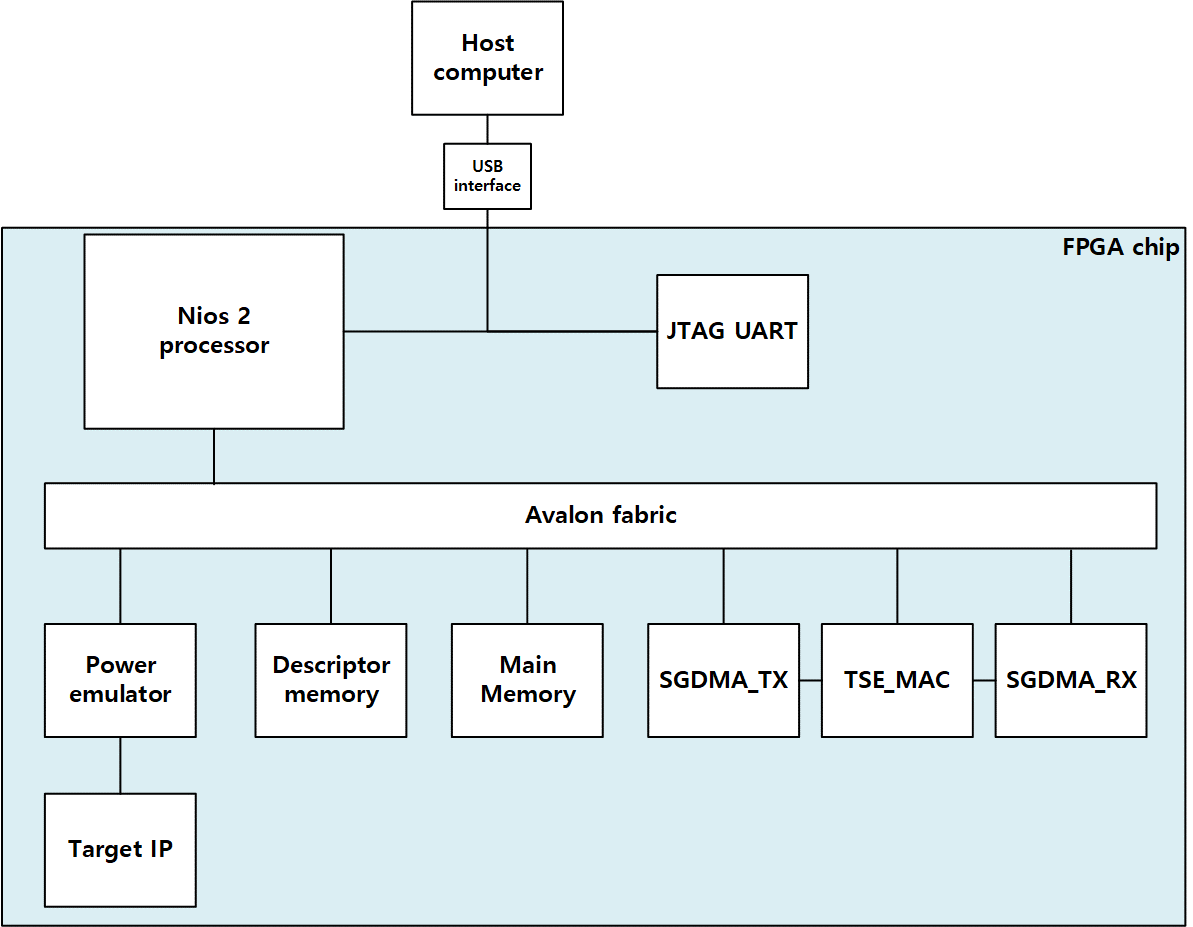 Host
computer
USB
interface
FPGA chip
Nios 2
processor
JTAG UART
Avalon fabric
Power
emulator
Descriptor
memory
Main
Memory
SGDMA_TX
TSE_MAC
SGDMA_RX
Target IP